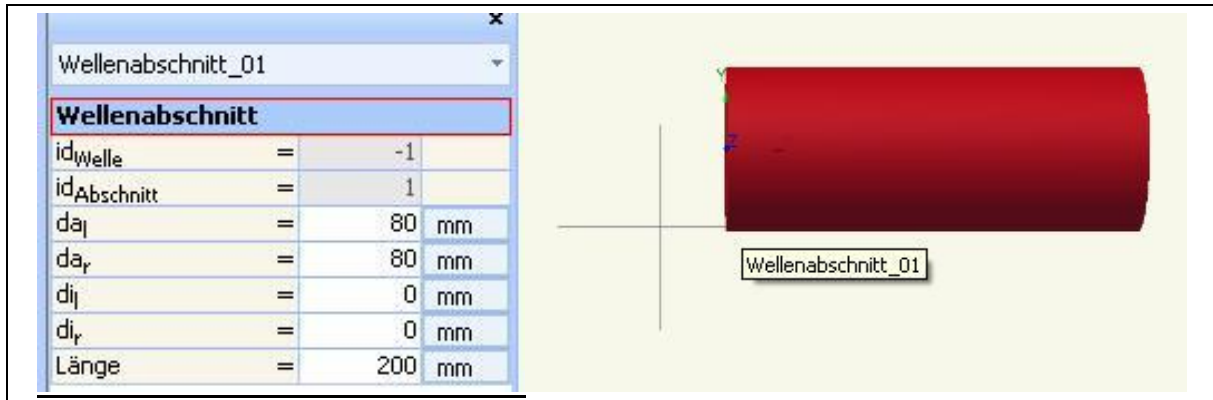 x
Wellenabschnitt_01
Wellenabschnitt
idWelle = -1
idAbschnitt = 1
dal = 80 mm
dar = 80 mm
dil = 0 mm
dir = 0 mm
Länge = 200 mm
Y
Z
Wellenabschnitt_01